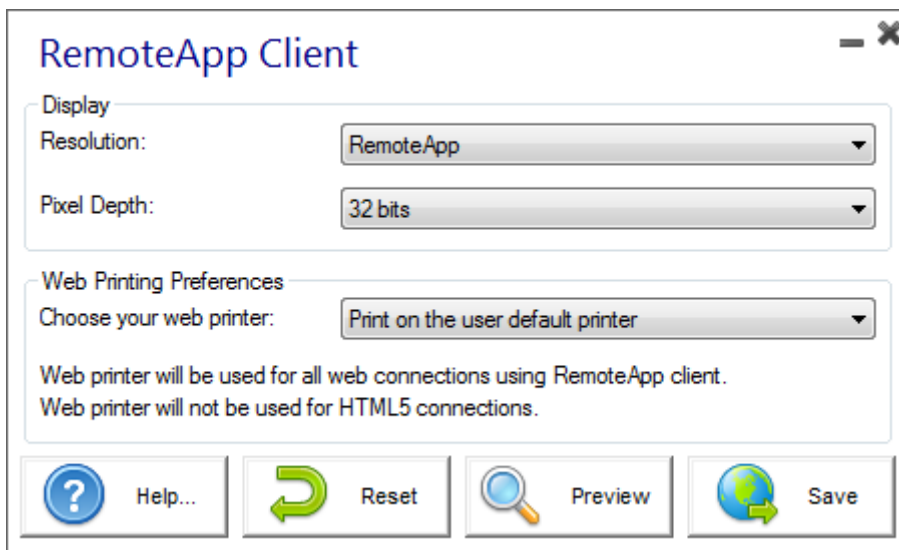 RemoteApp Client
Display
Resolution:
RemoteApp
Pixel Depth:
32 bits
Web Printing Preferences
Choose your web printer:
Print on the user default printer
Web printer will be used for all web connections using RemoteApp client.
Web printer will not be used for HTML5 connections.
Help...
Reset
Preview
Save